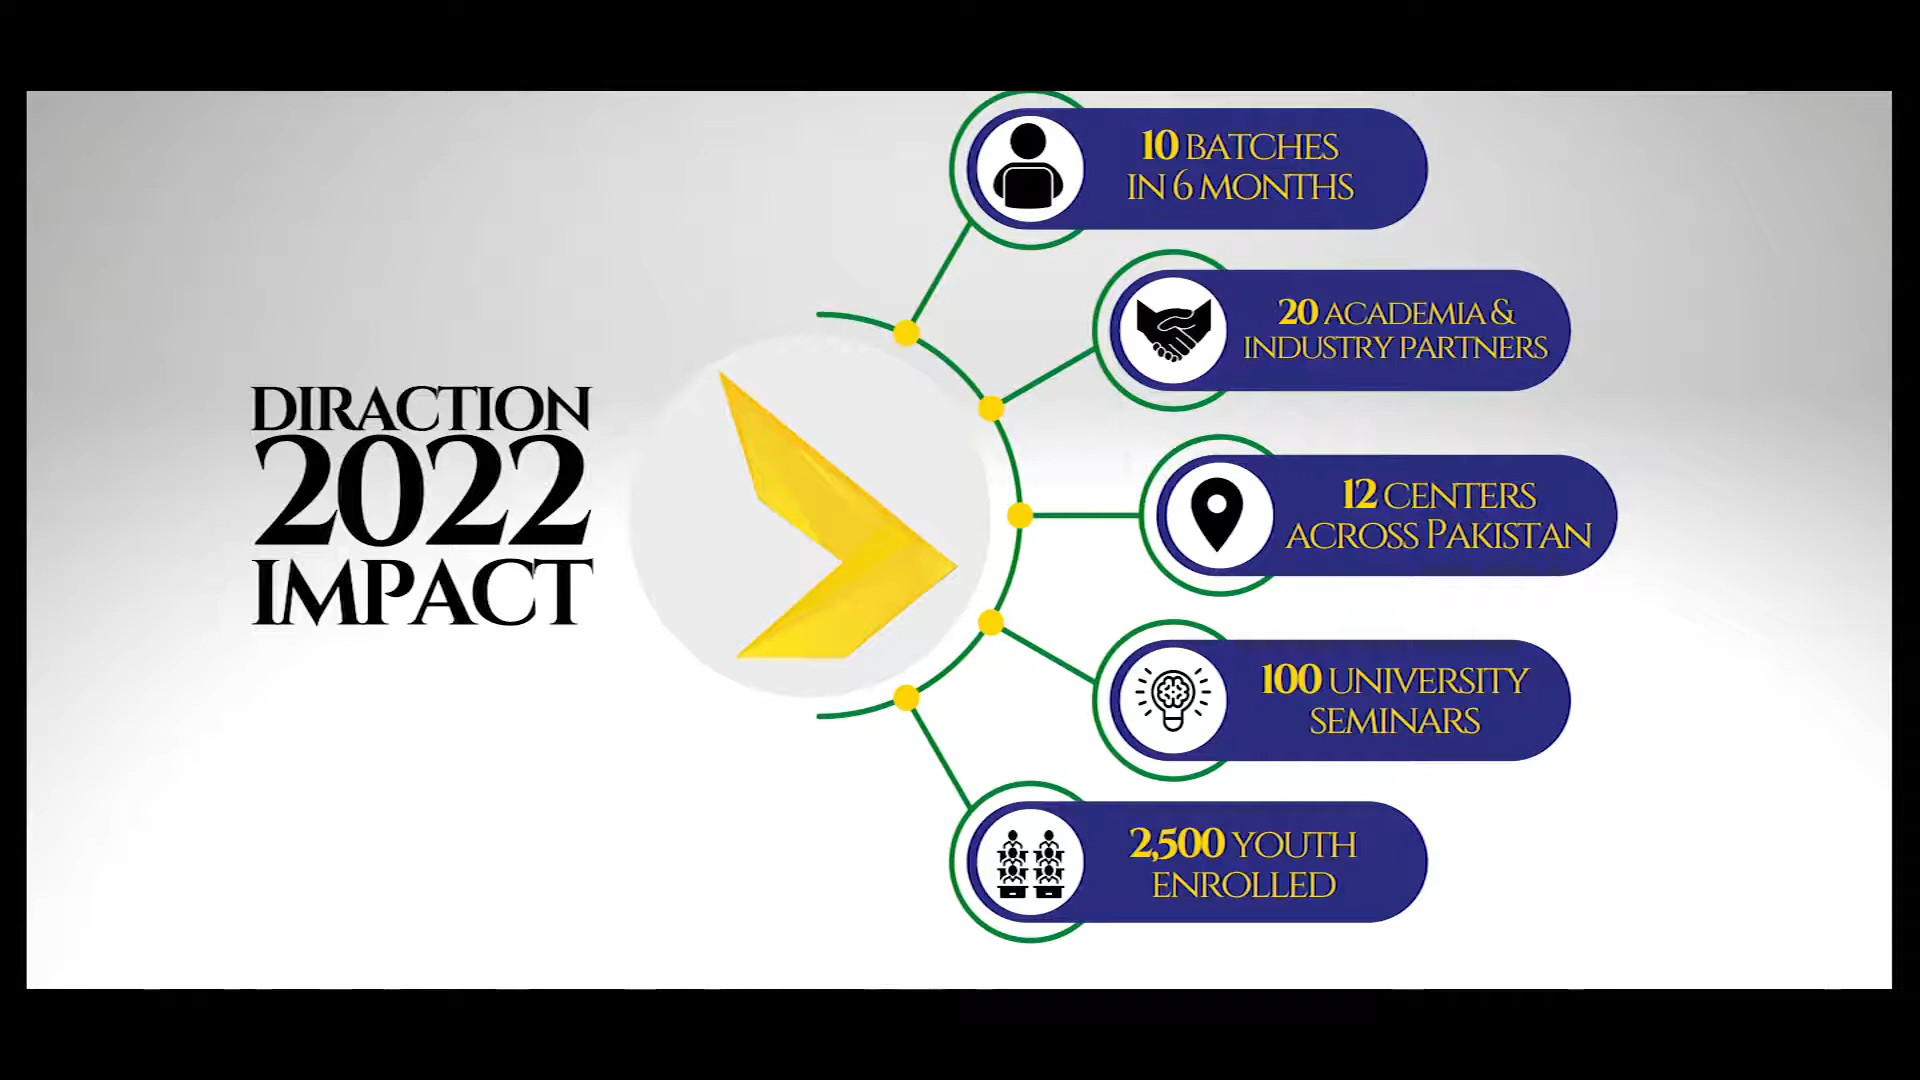 DIRACTION
2022
IMPACT
10 BATCHES
IN 6 MONTHS
20 ACADEMIA &
INDUSTRY PARTNERS
12 CENTERS
ACROSS PAKISTAN
100 UNIVERSITY
SEMINARS
2,500 YOUTH
ENROLLED